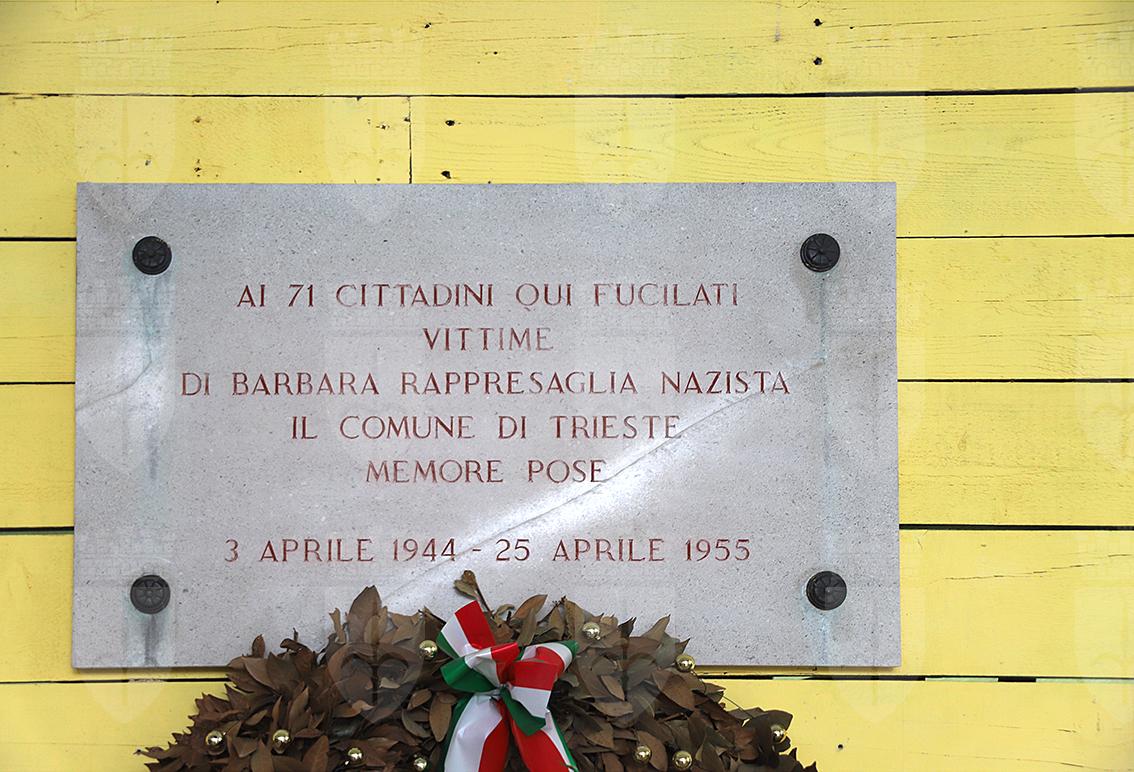 AI 71 CITTADINI QUI FUCILATI
VITTIME
DI BARBARA RAPPRESAGLIA NAZISTA
IL COMUNE DI TRIESTE
MEMORE POSE
3 APRILE 1944 - 25 APRILE 1955